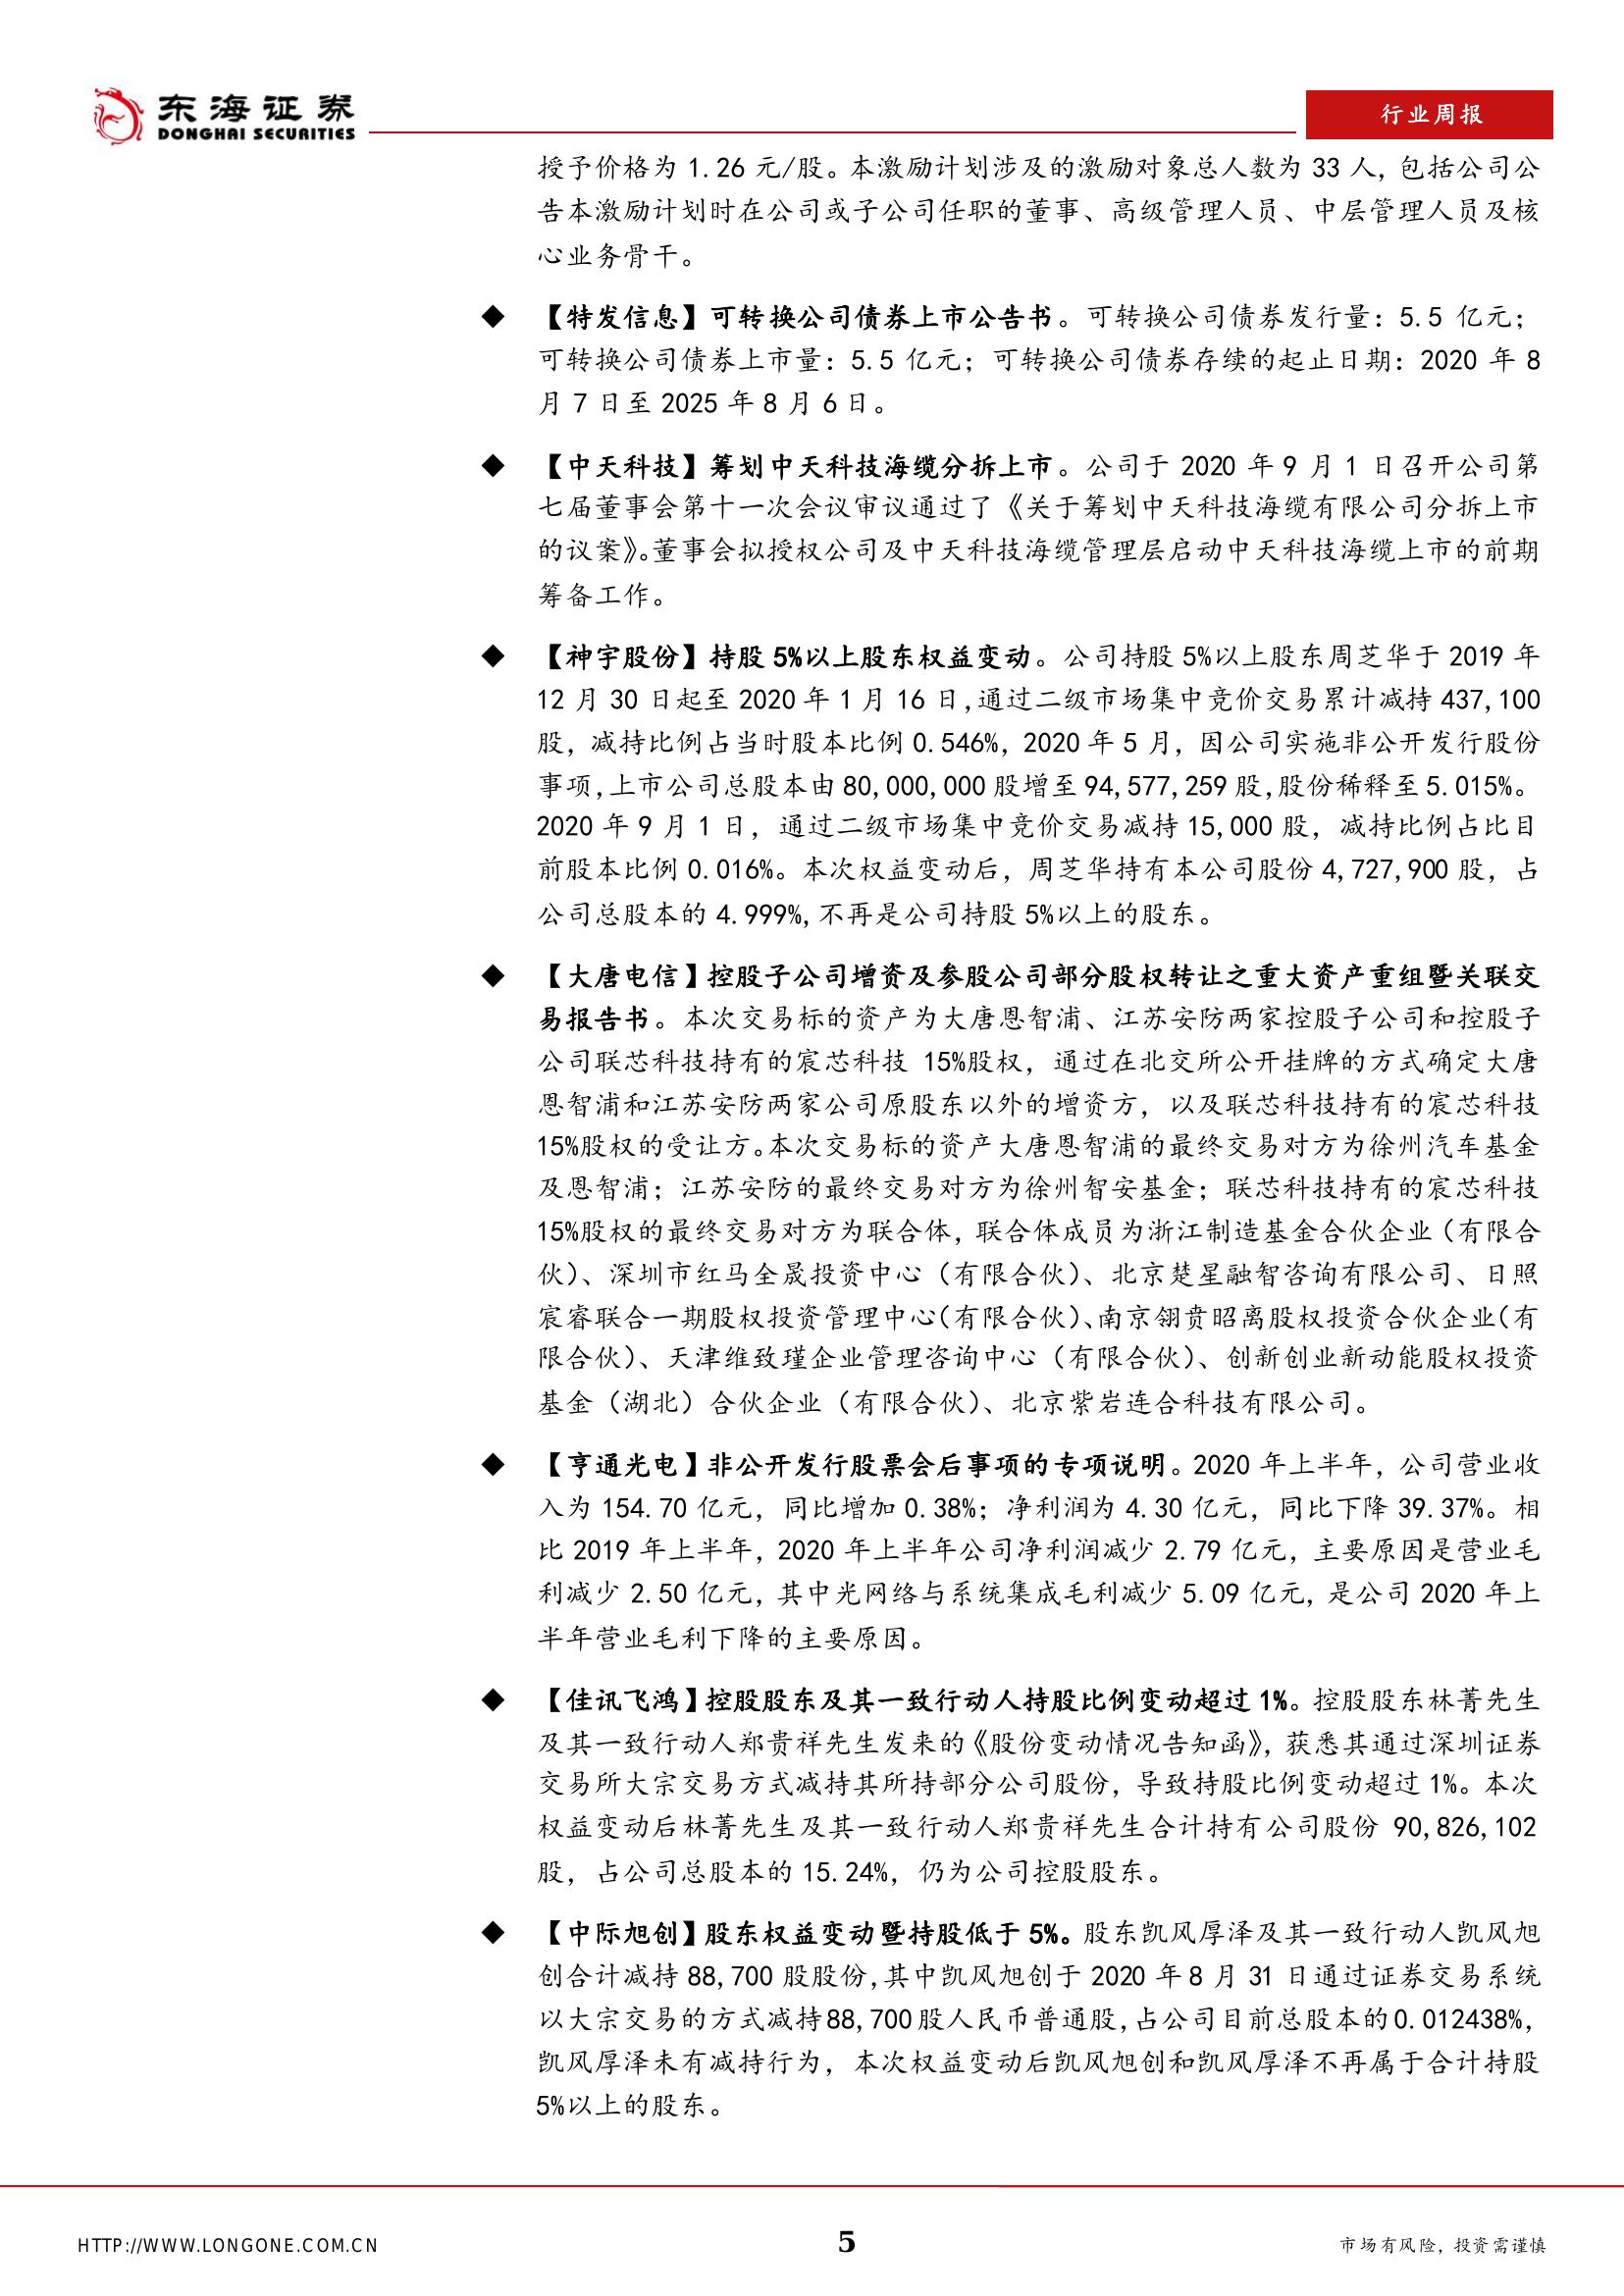 东海证券
DONGHAI SECURITIES
行业周报
授予价格为 1.26 元/股。本激励计划涉及的激励对象总人数为 33 人，包括公司公
告本激励计划时在公司或子公司任职的董事、高级管理人员、中层管理人员及核
心业务骨干。
◆ 【特发信息】可转换公司债券上市公告书。可转换公司债券发行量：5.5 亿元；
可转换公司债券上市量：5.5 亿元；可转换公司债券存续的起止日期：2020 年 8
月 7 日至 2025 年 8 月 6 日。
◆ 【中天科技】筹划中天科技海缆分拆上市。公司于 2020 年 9 月 1 日召开公司第
七届董事会第十一次会议审议通过了《关于筹划中天科技海缆有限公司分拆上市
的议案》。董事会拟授权公司及中天科技海缆管理层启动中天科技海缆上市的前期
筹备工作。
◆ 【神宇股份】持股 5%以上股东权益变动。公司持股 5%以上股东周芝华于 2019 年
12 月 30 日起至 2020 年 1 月 16 日，通过二级市场集中竞价交易累计减持 437,100
股，减持比例占当时股本比例 0.546%，2020 年 5 月，因公司实施非公开发行股份
事项，上市公司总股本由 80,000,000 股增至 94,577,259 股，股份稀释至 5.015%。
2020 年 9 月 1 日，通过二级市场集中竞价交易减持 15,000 股，减持比例占比目
前股本比例 0.016%。本次权益变动后，周芝华持有本公司股份 4,727,900 股，占
公司总股本的 4.999%，不再是公司持股 5%以上的股东。
◆ 【大唐电信】控股子公司增资及参股公司部分股权转让之重大资产重组暨关联交
易报告书。本次交易标的资产为大唐恩智浦、江苏安防两家控股子公司和控股子
公司联芯科技持有的宸芯科技 15%股权，通过在北交所公开挂牌的方式确定大唐
恩智浦和江苏安防两家公司原股东以外的增资方，以及联芯科技持有的宸芯科技
15%股权的受让方。本次交易标的资产大唐恩智浦的最终交易对方为徐州汽车基金
及恩智浦；江苏安防的最终交易对方为徐州智安基金；联芯科技持有的宸芯科技
15%股权的最终交易对方为联合体，联合体成员为浙江制造基金合伙企业（有限合
伙）、深圳市红马全晟投资中心（有限合伙）、北京楚星融智咨询有限公司、日照
宸睿联合一期股权投资管理中心（有限合伙）、南京翎贲昭离股权投资合伙企业（有
限合伙）、天津维致瑾企业管理咨询中心（有限合伙）、创新创业新动能股权投资
基金（湖北）合伙企业（有限合伙）、北京紫岩连合科技有限公司。
◆ 【亨通光电】非公开发行股票会后事项的专项说明。2020 年上半年，公司营业收
入为 154.70 亿元，同比增加 0.38%；净利润为 4.30 亿元，同比下降 39.37%。相
比 2019 年上半年，2020 年上半年公司净利润减少 2.79 亿元，主要原因是营业毛
利减少 2.50 亿元，其中光网络与系统集成毛利减少 5.09 亿元，是公司 2020 年上
半年营业毛利下降的主要原因。
◆ 【佳讯飞鸿】控股股东及其一致行动人持股比例变动超过 1%。控股股东林菁先生
及其一致行动人郑贵祥先生发来的《股份变动情况告知函》，获悉其通过深圳证券
交易所大宗交易方式减持其所持部分公司股份，导致持股比例变动超过 1%。本次
权益变动后林菁先生及其一致行动人郑贵祥先生合计持有公司股份 90,826,102
股，占公司总股本的 15.24%，仍为公司控股股东。
◆ 【中际旭创】股东权益变动暨持股低于 5%。股东凯风厚泽及其一致行动人凯风旭
创合计减持 88,700 股股份，其中凯风旭创于 2020 年 8 月 31 日通过证券交易系统
以大宗交易的方式减持 88,700 股人民币普通股，占公司目前总股本的 0.012438%，
凯风厚泽未有减持行为，本次权益变动后凯风旭创和凯风厚泽不再属于合计持股
5%以上的股东。
HTTP://WWW.LONGONE.COM.CN
5
市场有风险，投资需谨慎